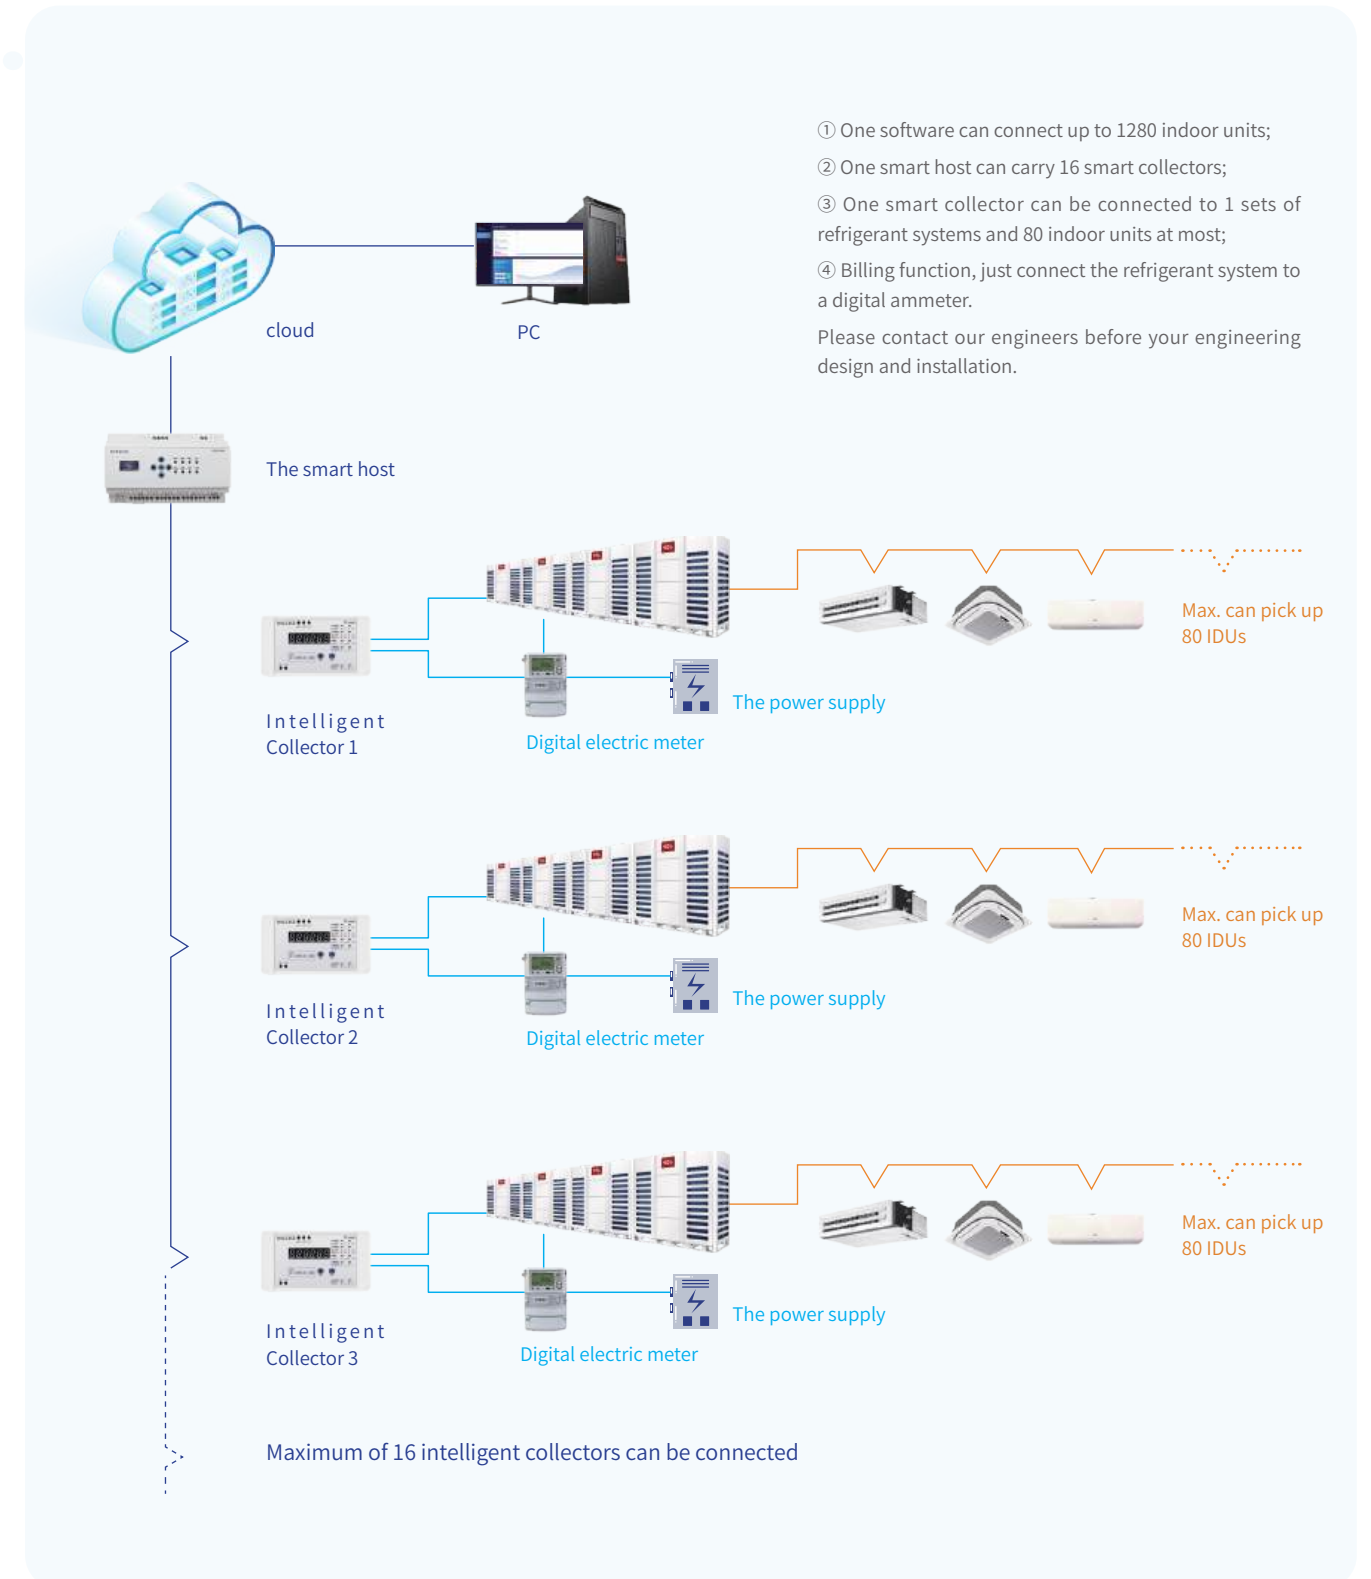 ① One software can connect up to 1280 indoor units;
② One smart host can carry 16 smart collectors;
③ One smart collector can be connected to 1 sets of
refrigerant systems and 80 indoor units at most;
④ Billing function, just connect the refrigerant system to
a digital ammeter.
Please contact our engineers before your engineering
design and installation.
cloud
PC
The smart host
Max. can pick up
80 IDUs
The power supply
Intelligent
Collector 1
Digital electric meter
Max. can pick up
80 IDUs
The power supply
Intelligent
Collector 2
Digital electric meter
Max. can pick up
80 IDUs
The power supply
Intelligent
Collector 3
Digital electric meter
Maximum of 16 intelligent collectors can be connected